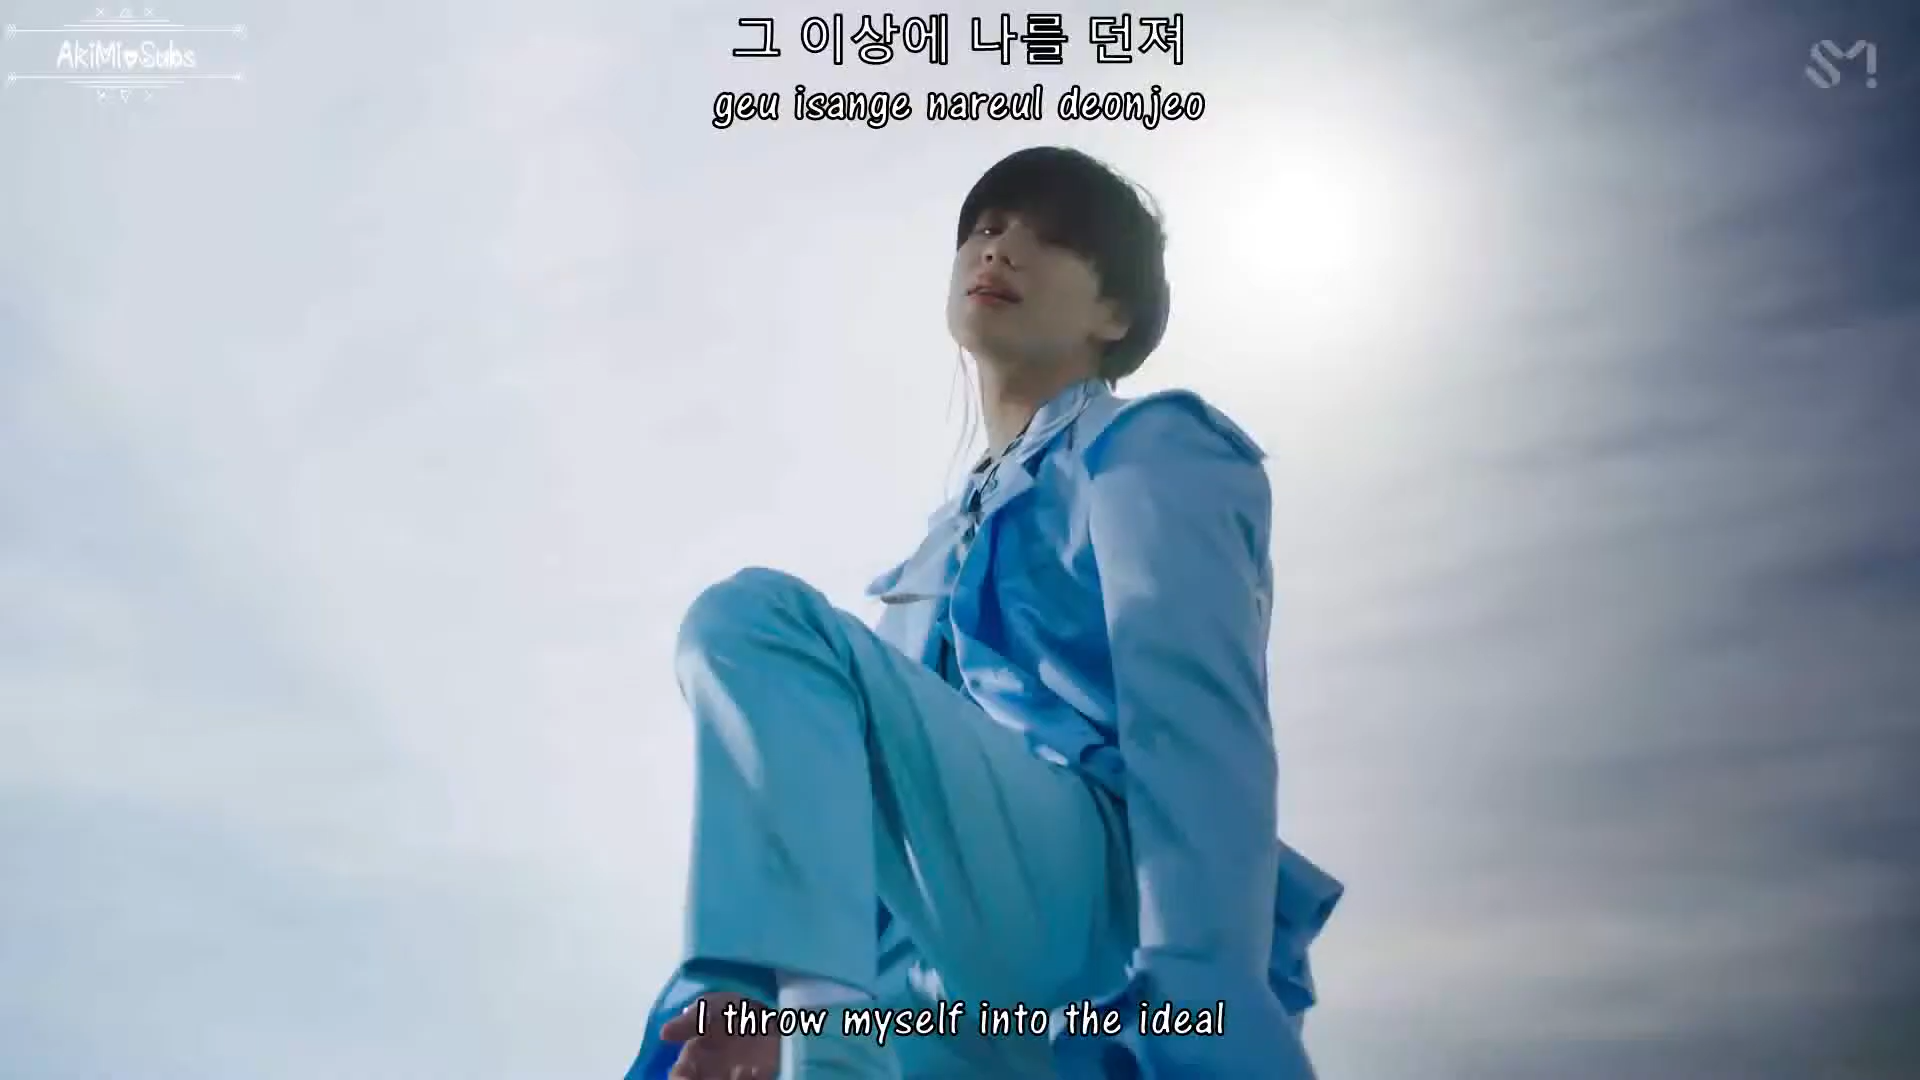 그 이상에 나를 던져
geu isange nareul deonjeo
AkiMi♥Subs
SM!
I throw myself into the ideal